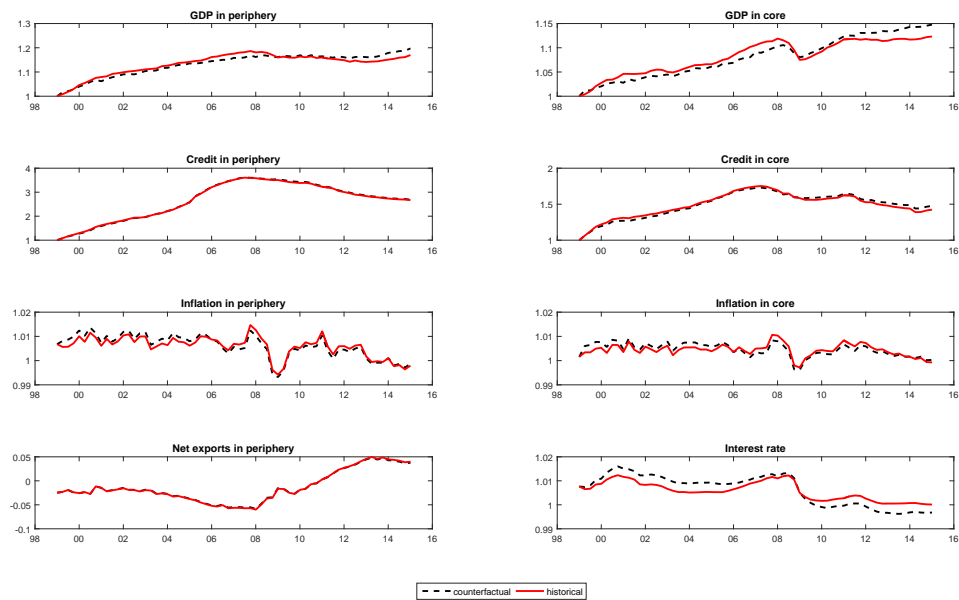 GDP in periphery
1.3
1.2
1.1
1
98 00 02 04 06 08 10 12 14 16
GDP in core
1.15
1.1
1.05
1
98 00 02 04 06 08 10 12 14 16
Credit in periphery
4
3
2
1
98 00 02 04 06 08 10 12 14 16
Credit in core
2
1.5
1
98 00 02 04 06 08 10 12 14 16
Inflation in periphery
1.02
1.01
1
0.99
98 00 02 04 06 08 10 12 14 16
Inflation in core
1.02
1.01
1
0.99
98 00 02 04 06 08 10 12 14 16
Net exports in periphery
0.05
0
-0.05
-0.1
98 00 02 04 06 08 10 12 14 16
Interest rate
1.02
1.01
1
0.99
98 00 02 04 06 08 10 12 14 16
counterfactual historical